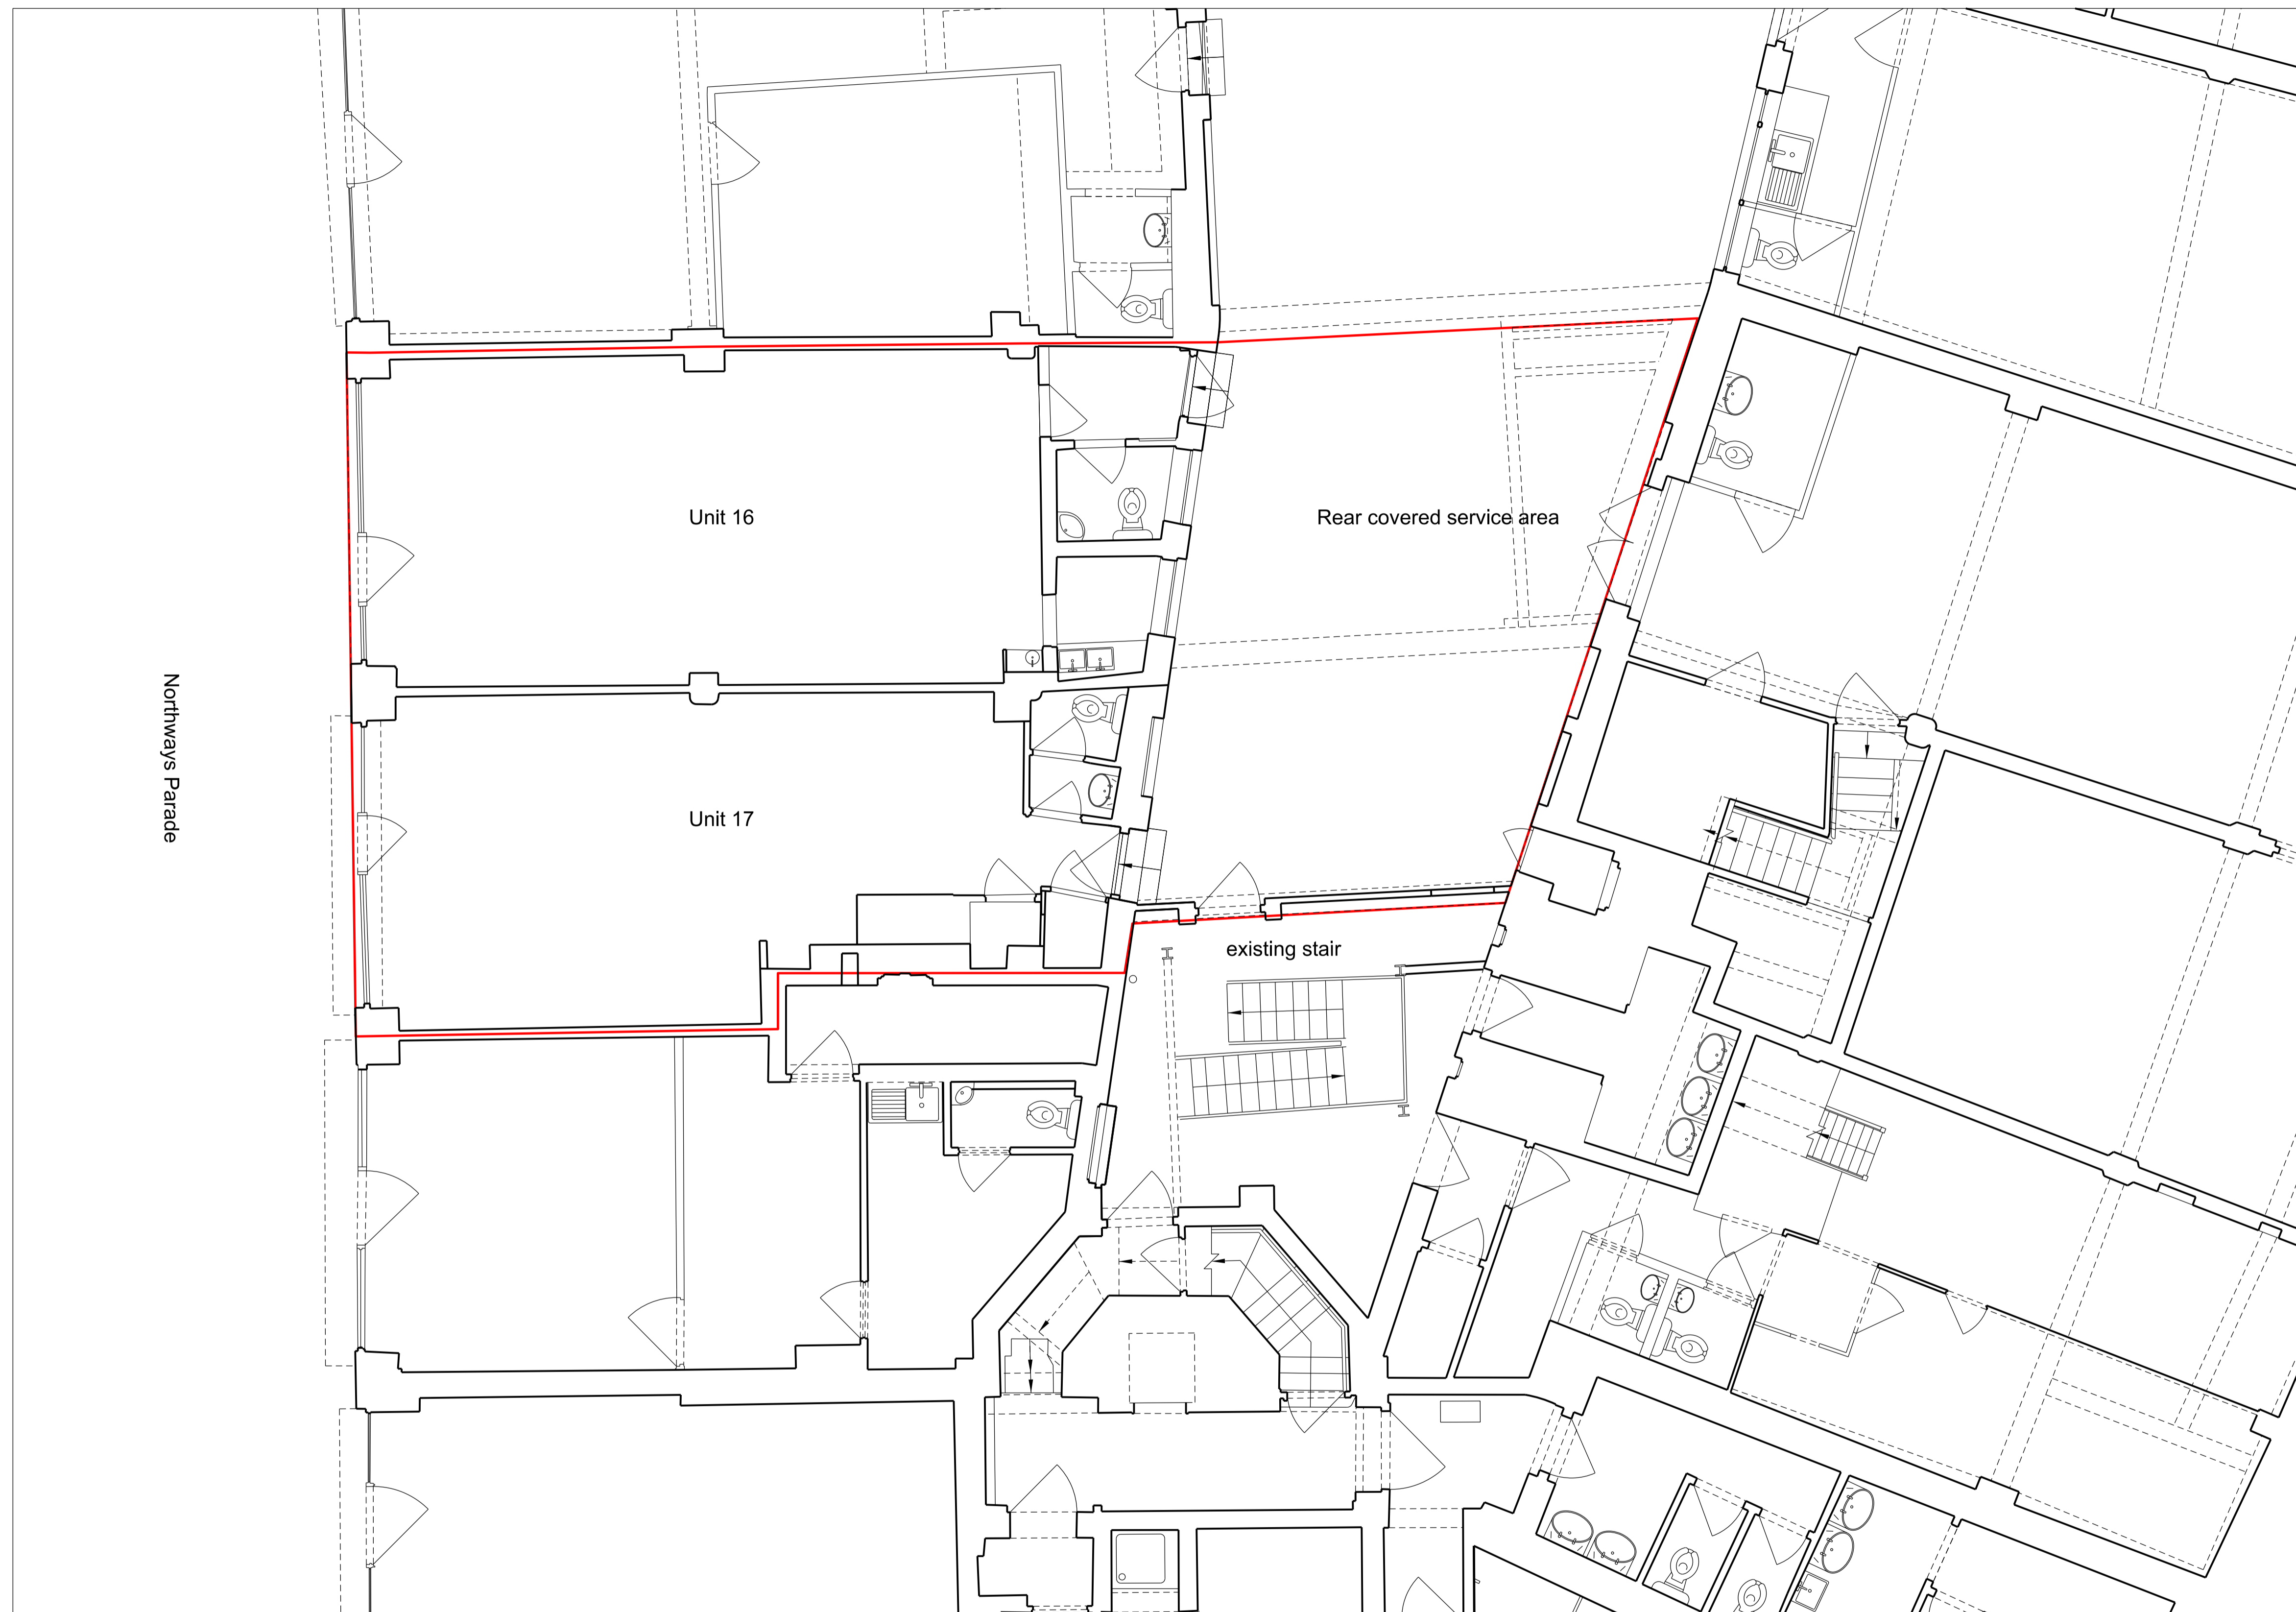 Unit 16
Rear covered service area
Northways Parade
Unit 17
existing stair